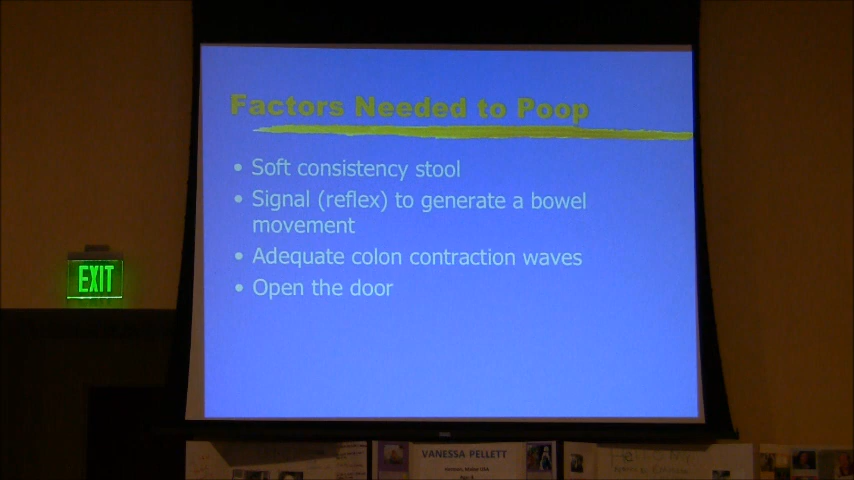 Factors Needed to Poop
• Soft consistency stool
• Signal (reflex) to generate a bowel
movement
• Adequate colon contraction waves
• Open the door
EXIT
VANESSA PELLETT